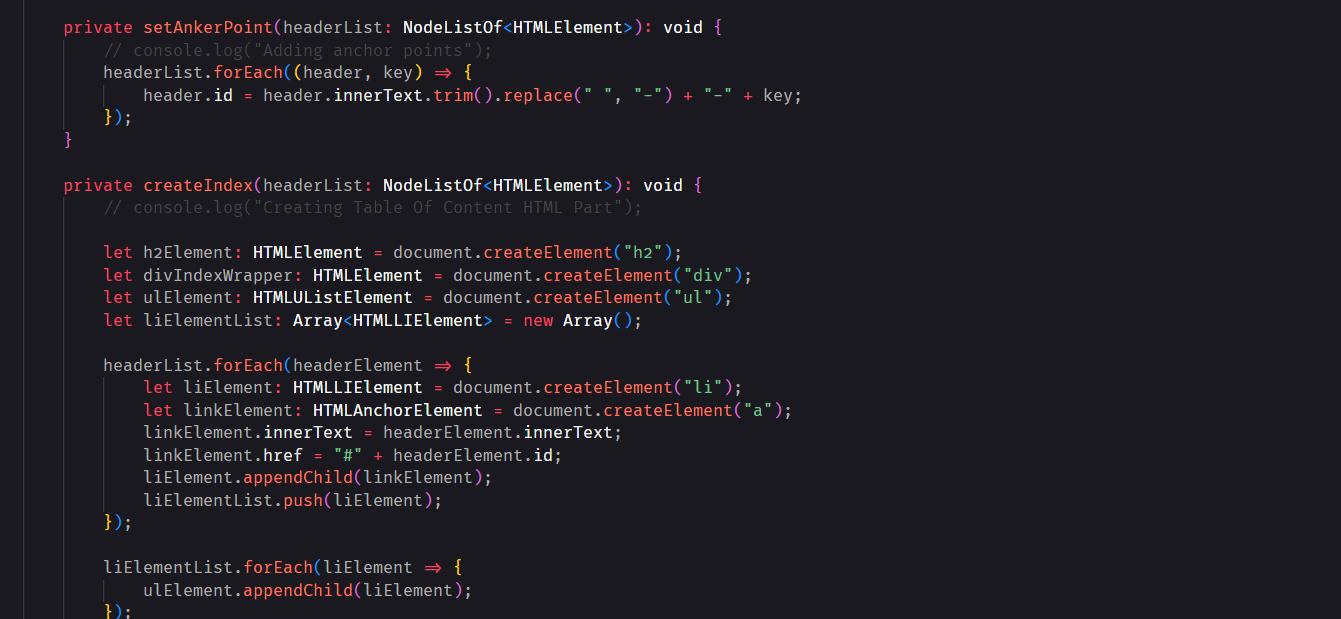 private setAnkerPoint(headerList: NodeListOf<HTMLElement>): void {
// console.log("Adding anchor points");
headerList.forEach((header, key) => {
header.id = header.innerText.trim().replace(" ", "-") + "-" + key;
});
}
private createIndex(headerList: NodeListOf<HTMLElement>): void {
// console.log("Creating Table Of Content HTML Part");
let h2Element: HTMLElement = document.createElement("h2");
let divIndexWrapper: HTMLElement = document.createElement("div");
let ulElement: HTMLUListElement = document.createElement("ul");
let liElementList: Array<HTMLLIElement> = new Array();
headerList.forEach(headerElement => {
let liElement: HTMLLIElement = document.createElement("li");
let linkElement: HTMLAnchorElement = document.createElement("a");
linkElement.innerText = headerElement.innerText;
linkElement.href = "#" + headerElement.id;
liElement.appendChild(linkElement);
liElementList.push(liElement);
});
liElementList.forEach(liElement => {
ulElement.appendChild(liElement);
});